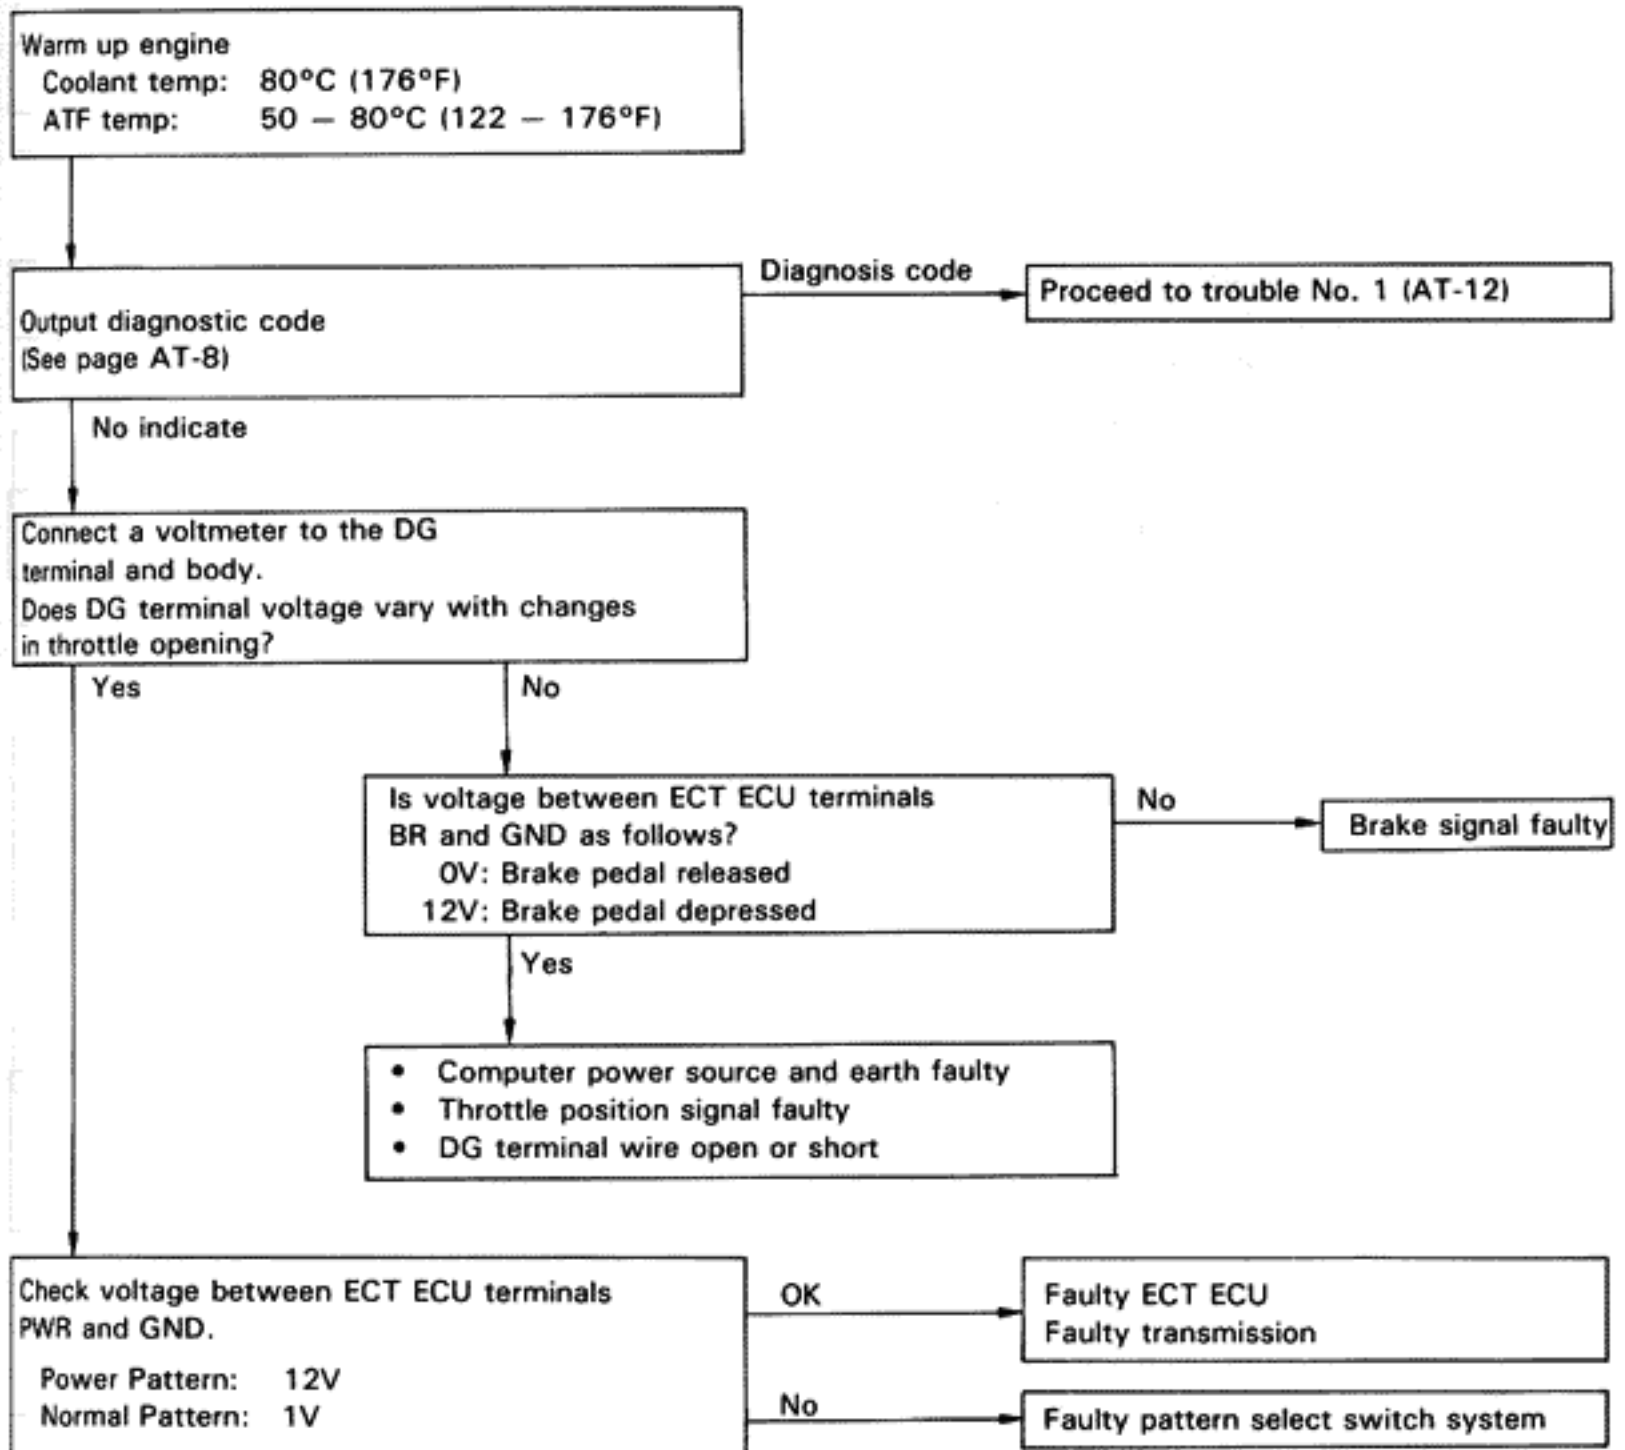 Warm up engine
Coolant temp: 80°C (176°F)
ATF temp: 50 — 80°C (122 — 176°F)
Diagnosis code
Proceed to trouble No. 1 (AT-12)
Output diagnostic code
(See page AT-8)
No indicate
Connect a voltmeter to the DG
terminal and body.
Does DG terminal voltage vary with changes
in throttle opening?
Yes
No
Is voltage between ECT ECU terminals
BR and GND as follows?
0V: Brake pedal released
12V: Brake pedal depressed
No
Brake signal faulty
Yes
• Computer power source and earth faulty
• Throttle position signal faulty
• DG terminal wire open or short
Check voltage between ECT ECU terminals
PWR and GND.
Power Pattern: 12V
Normal Pattern: 1V
OK
Faulty ECT ECU
Faulty transmission
No
Faulty pattern select switch system